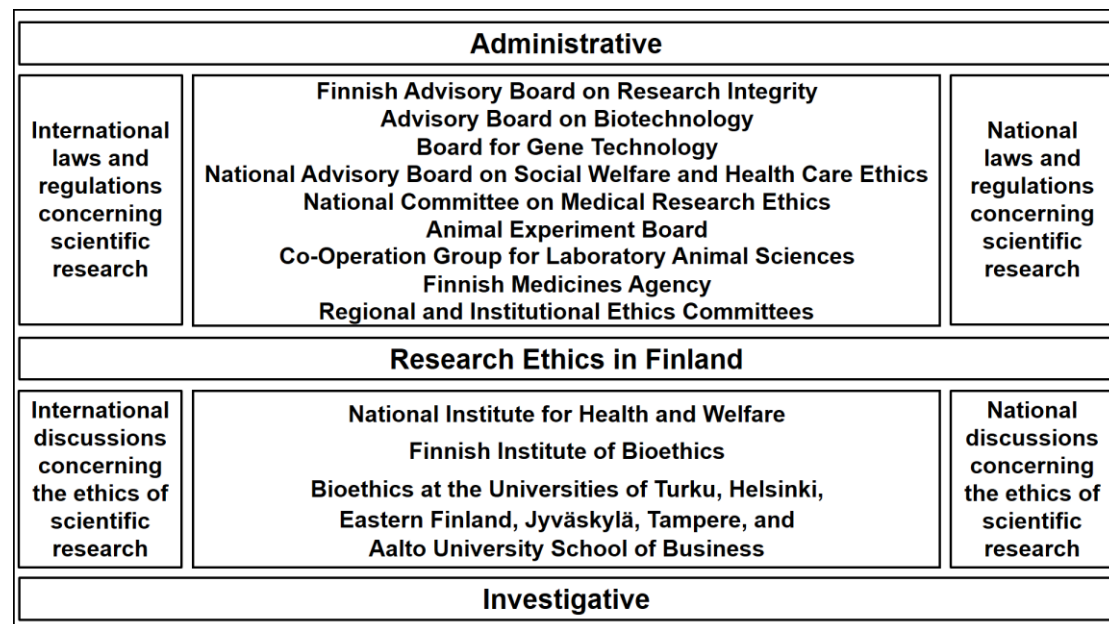 Administrative
International
laws and
regulations
concerning
scientific
research
Finnish Advisory Board on Research Integrity
Advisory Board on Biotechnology
Board for Gene Technology
National Advisory Board on Social Welfare and Health Care Ethics
National Committee on Medical Research Ethics
Animal Experiment Board
Co-Operation Group for Laboratory Animal Sciences
Finnish Medicines Agency
Regional and Institutional Ethics Committees
National
laws and
regulations
concerning
scientific
research
Research Ethics in Finland
International
discussions
concerning
the ethics of
scientific
research
National Institute for Health and Welfare
Finnish Institute of Bioethics
Bioethics at the Universities of Turku, Helsinki,
Eastern Finland, Jyväskylä, Tampere, and
Aalto University School of Business
National
discussions
concerning
the ethics of
scientific
research
Investigative